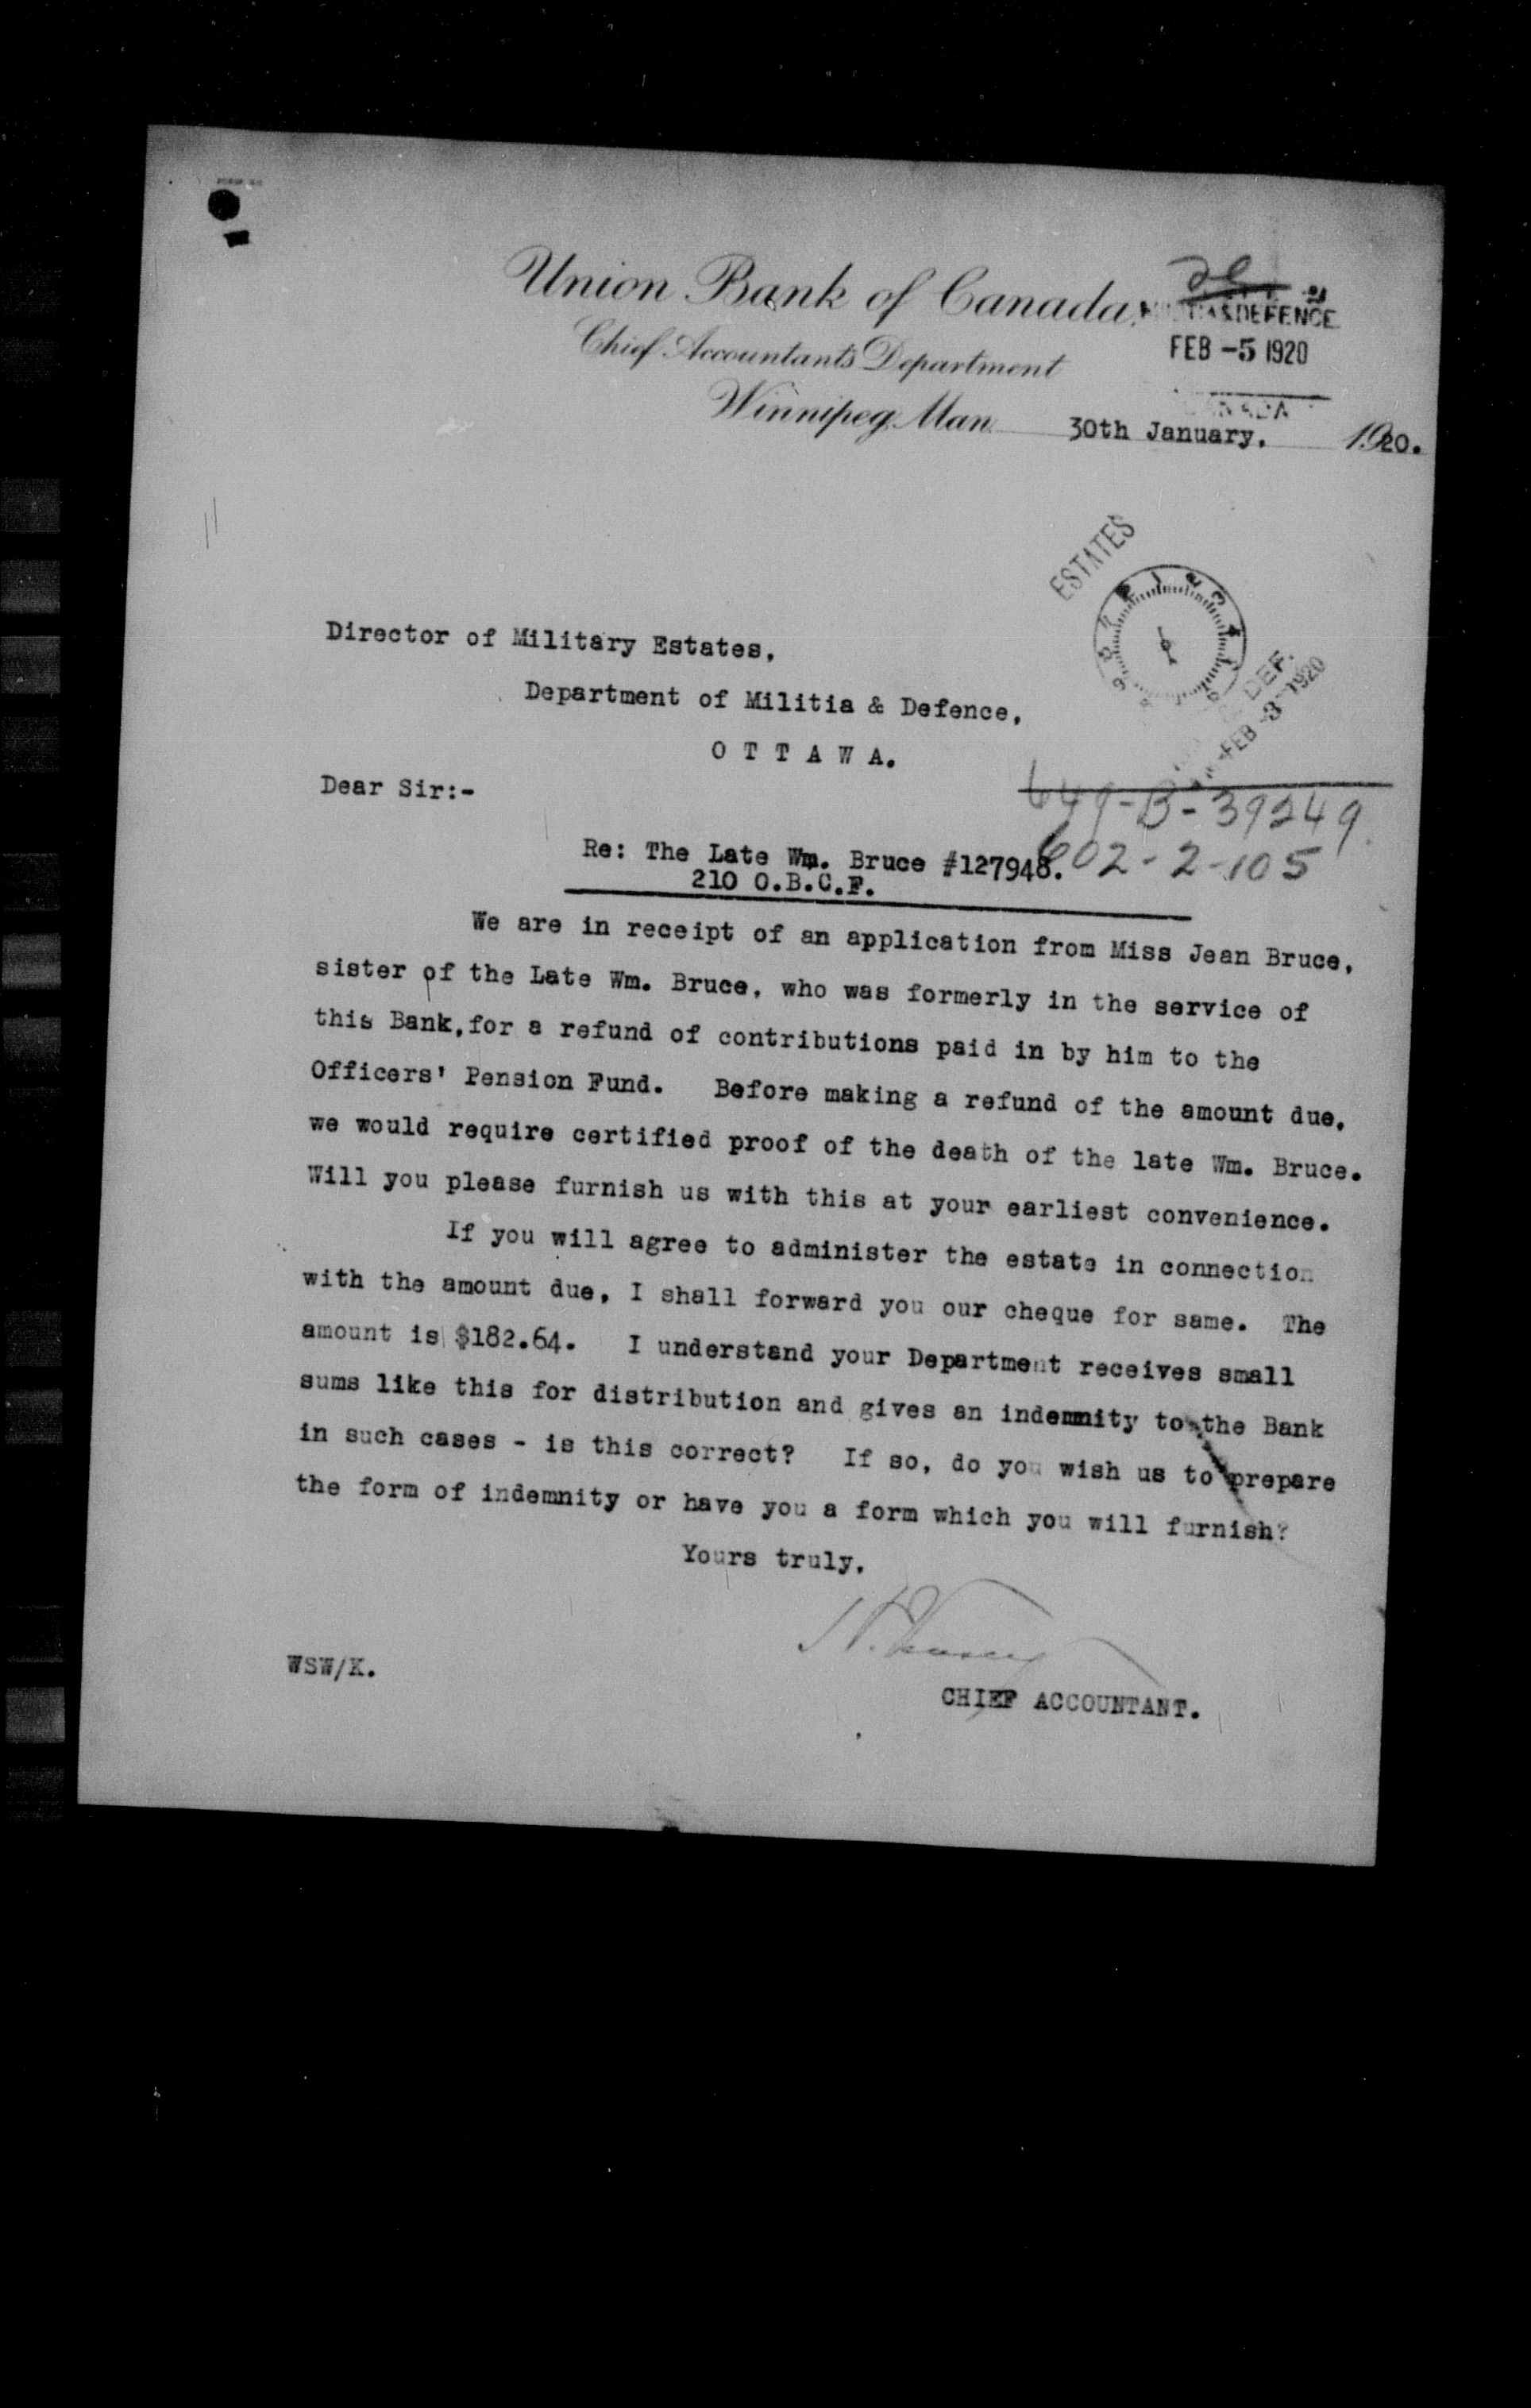 Union Bank of Canada.
Chief Accountants Department
Winnipeg, Man. 30th January, 1920.
& DEFENCE
FEB -5 1920
CANADA
ESTATES
DEF.
FEB -3 1920
Director of Military Estates,
Department of Militia & Defence,
O T T A W A.
Dear Sir:-
649-B-39249
602-2-105
Re: The Late Wm. Bruce #127948.
210 O.B.C.F.
We are in receipt of an application from Miss Jean Bruce,
sister of the Late Wm. Bruce, who was formerly in the service of
this Bank,for a refund of contributions paid in by him to the
Officers' Pension Fund. Before making a refund of the amount due,
we would require certified proof of the death of the late Wm. Bruce.
Will you please furnish us with this at your earliest convenience.
If you will agree to administer the estate in connection
with the amount due, I shall forward you our cheque for same. The
amount is $182.64. I understand your Department receives small
sums like this for distribution and gives an indemnity to the Bank
in such cases - is this correct? If so, do you wish us to prepare
the form of indemnity or have you a form which you will furnish?
Yours truly,
WSW/K.
CHIEF ACCOUNTANT.